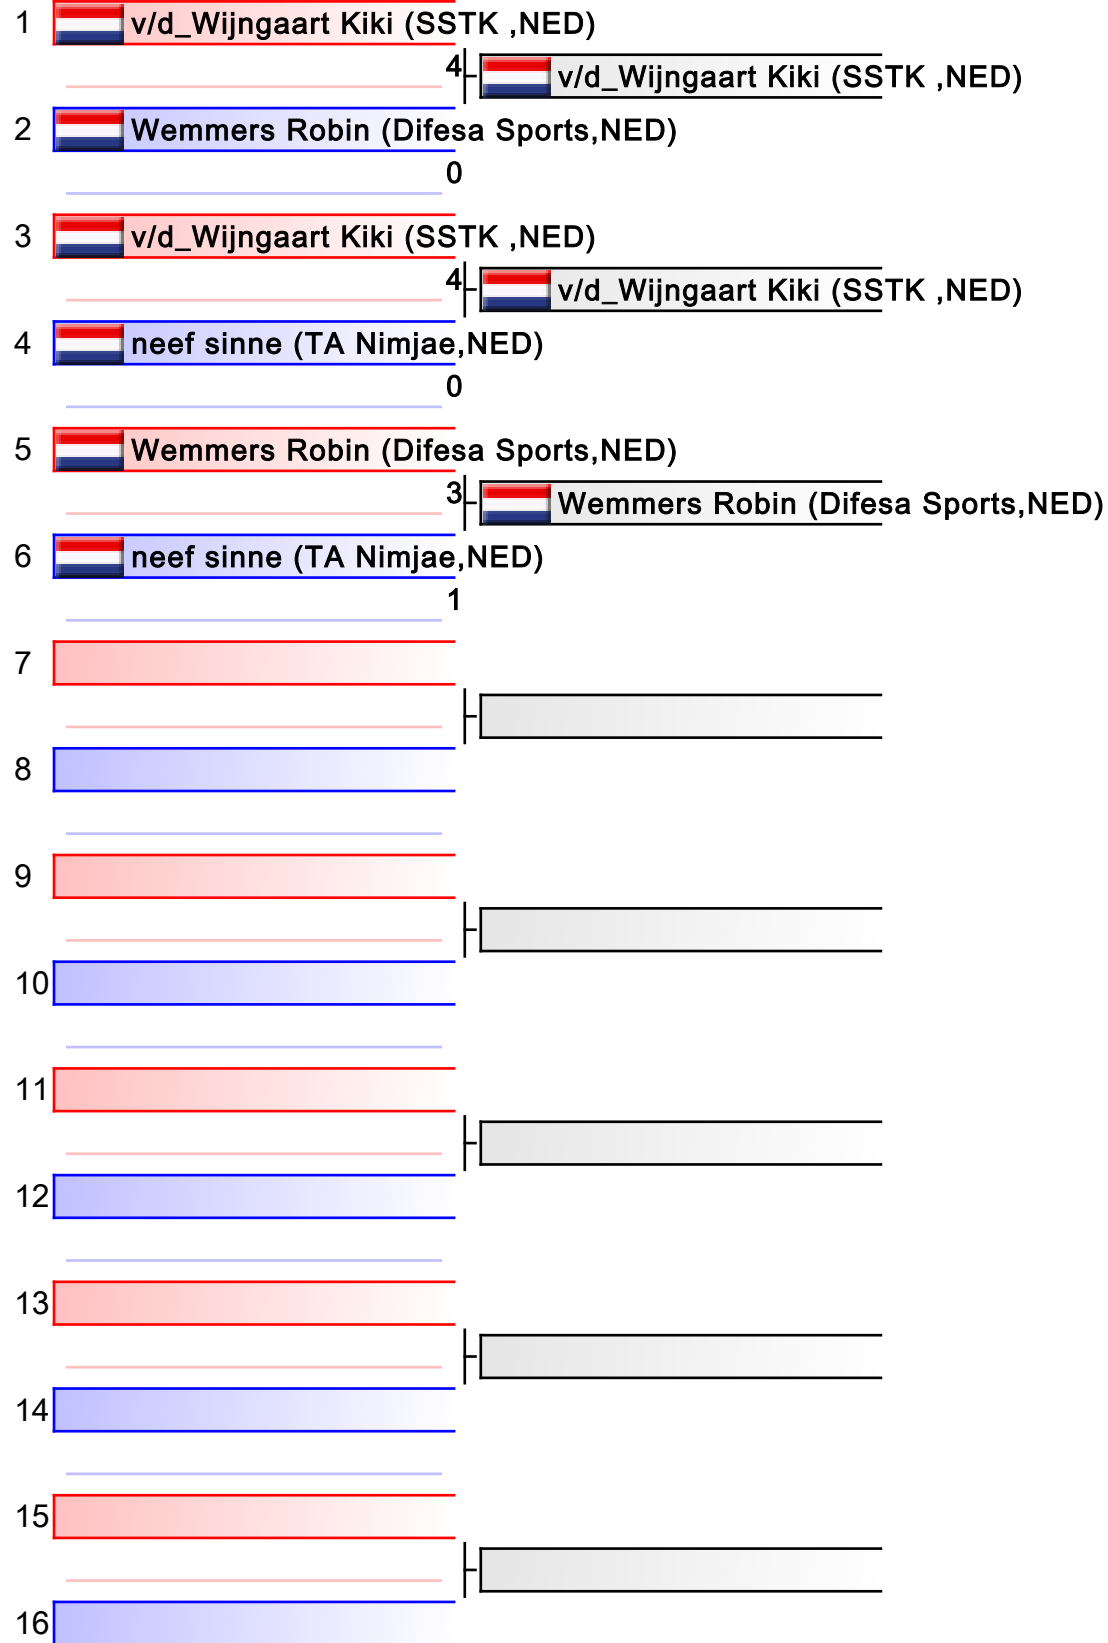 1 v/d_Wijngaart Kiki (SSTK ,NED)
4 v/d_Wijngaart Kiki (SSTK ,NED)
2 Wemmers Robin (Difesa Sports,NED)
0
3 v/d_Wijngaart Kiki (SSTK ,NED)
4 v/d_Wijngaart Kiki (SSTK ,NED)
4 neef sinne (TA Nimjae,NED)
0
5 Wemmers Robin (Difesa Sports,NED)
3 Wemmers Robin (Difesa Sports,NED)
6 neef sinne (TA Nimjae,NED)
1
7
8
9
10
11
12
13
14
15
16